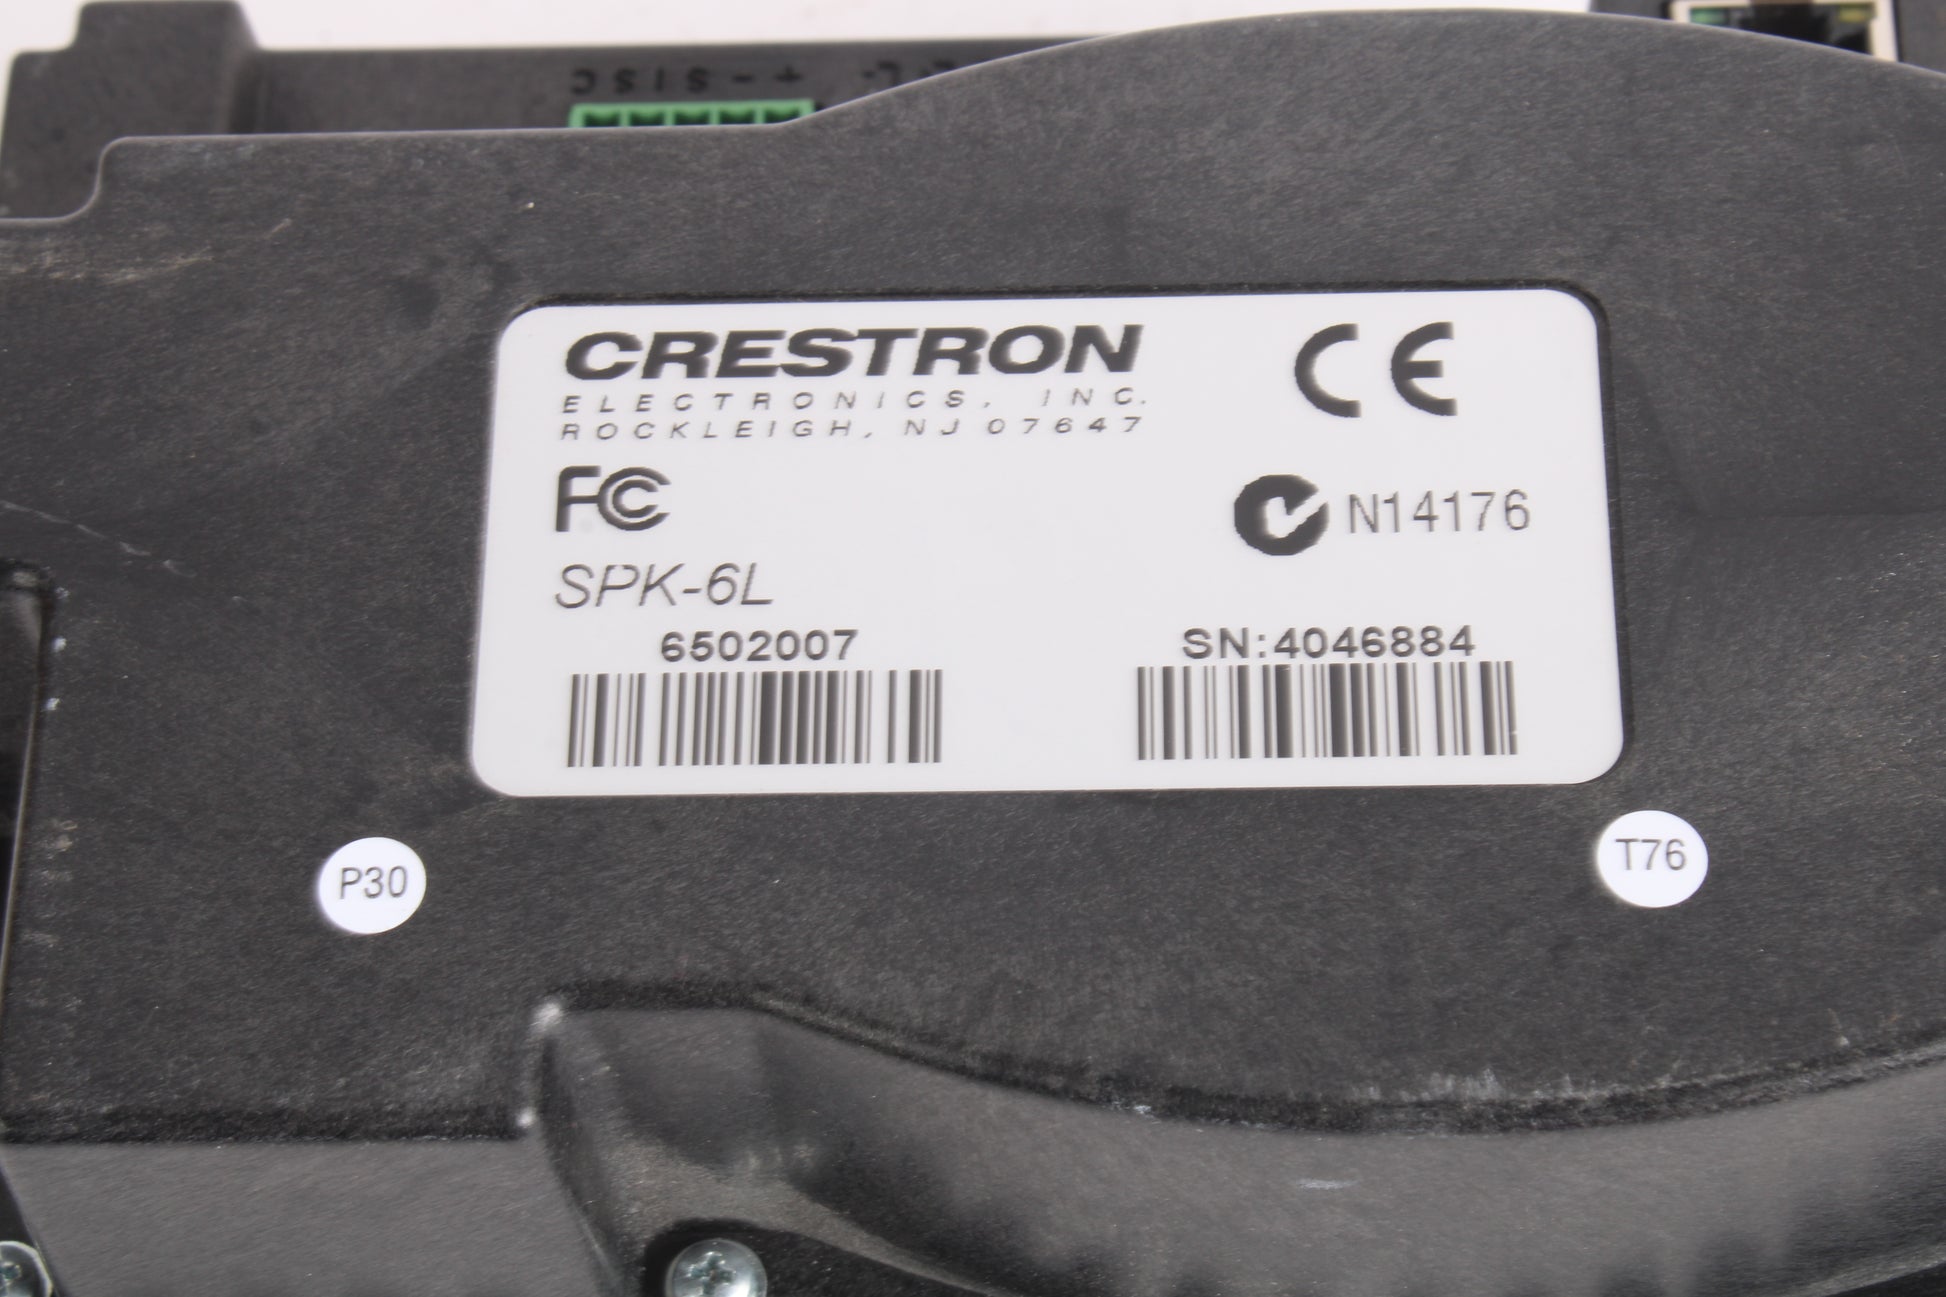 CRESTRON
ELECTRONICS, INC.
ROCKLEIGH, NJ 07647
CE
FC
N14176
SPK-6L
6502007
SN:4046884
P30
T76